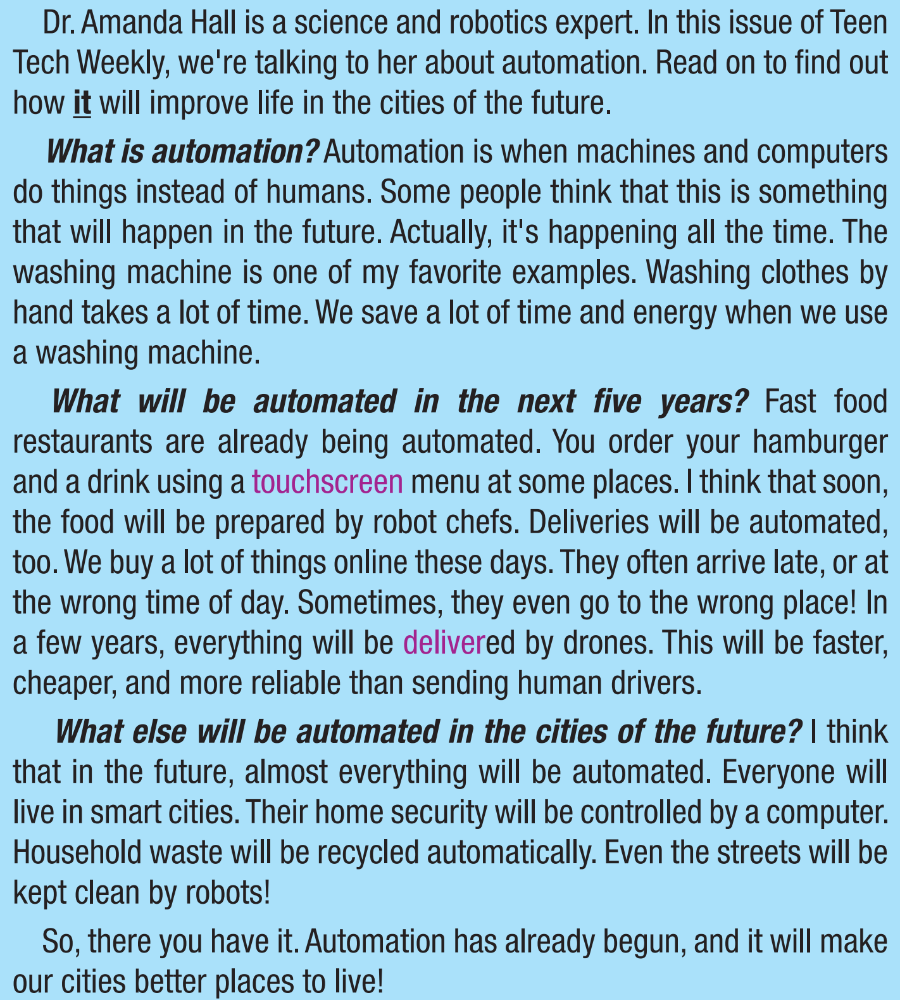 Dr. Amanda Hall is a science and robotics expert. In this issue of Teen
Tech Weekly, we're talking to her about automation. Read on to find out
how it will improve life in the cities of the future.
What is automation? Automation is when machines and computers
do things instead of humans. Some people think that this is something
that will happen in the future. Actually, it's happening all the time. The
washing machine is one of my favorite examples. Washing clothes by
hand takes a lot of time. We save a lot of time and energy when we use
a washing machine.
What will be automated in the next five years? Fast food
restaurants are already being automated. You order your hamburger
and a drink using a touchscreen menu at some places. I think that soon,
the food will be prepared by robot chefs. Deliveries will be automated,
too. We buy a lot of things online these days. They often arrive late, or at
the wrong time of day. Sometimes, they even go to the wrong place! In
a few years, everything will be delivered by drones. This will be faster,
cheaper, and more reliable than sending human drivers.
What else will be automated in the cities of the future? I think
that in the future, almost everything will be automated. Everyone will
live in smart cities. Their home security will be controlled by a computer.
Household waste will be recycled automatically. Even the streets will be
kept clean by robots!
So, there you have it. Automation has already begun, and it will make
our cities better places to live!